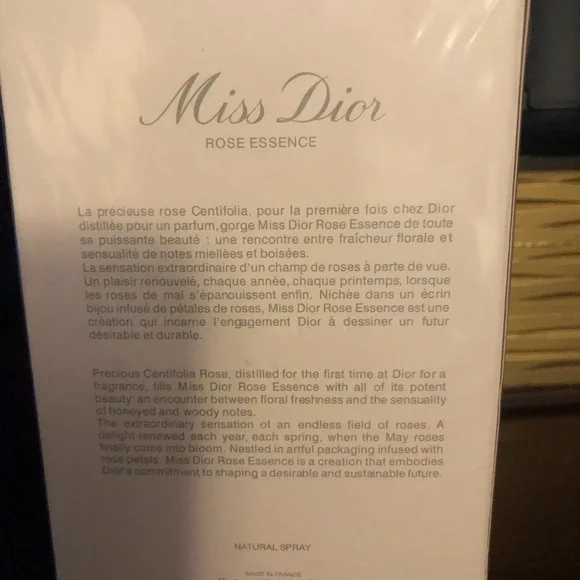 Miss Dior
ROSE ESSENCE
La précieuse rose Centifolia, pour la première fois chez Dior
distillée pour un parfum, gorge Miss Dior Rose Essence de toute
sa puissante beauté : une rencontre entre fraîcheur florale et
sensualité de notes miellées et boisées.
La sensation extraordinaire d'un champ de roses à perte de vue.
Un plaisir renouvelé, chaque année, chaque printemps, lorsque
les roses de mai s'épanouissent enfin. Nichée dans un écrin
bijou infusé de pétales de roses, Miss Dior Rose Essence est une
création qui incarne l'engagement Dior à dessiner un futur
désirable et durable.
Precious Centifolia Rose, distilled for the first time at Dior for a
fragrance, fills Miss Dior Rose Essence with all of its potent
beauty: an encounter between floral freshness and the sensuality
of honeyed and woody notes.
The extraordinary sensation of an endless field of roses. A
delight renewed each year, each spring, when the May roses
finally come into bloom. Nestled in artful packaging infused with
rose petals, Miss Dior Rose Essence is a creation that embodies
Dior's commitment to shaping a desirable and sustainable future.
NATURAL SPRAY
MADE IN FRANCE